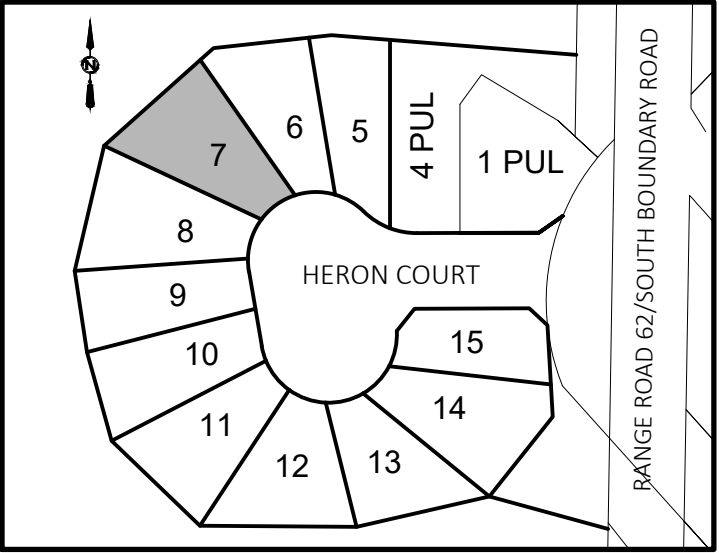 N
6
5
4 PUL
1 PUL
7
8
9
10
11
12
13
14
15
HERON COURT
RANGE ROAD 62/SOUTH BOUNDARY ROAD